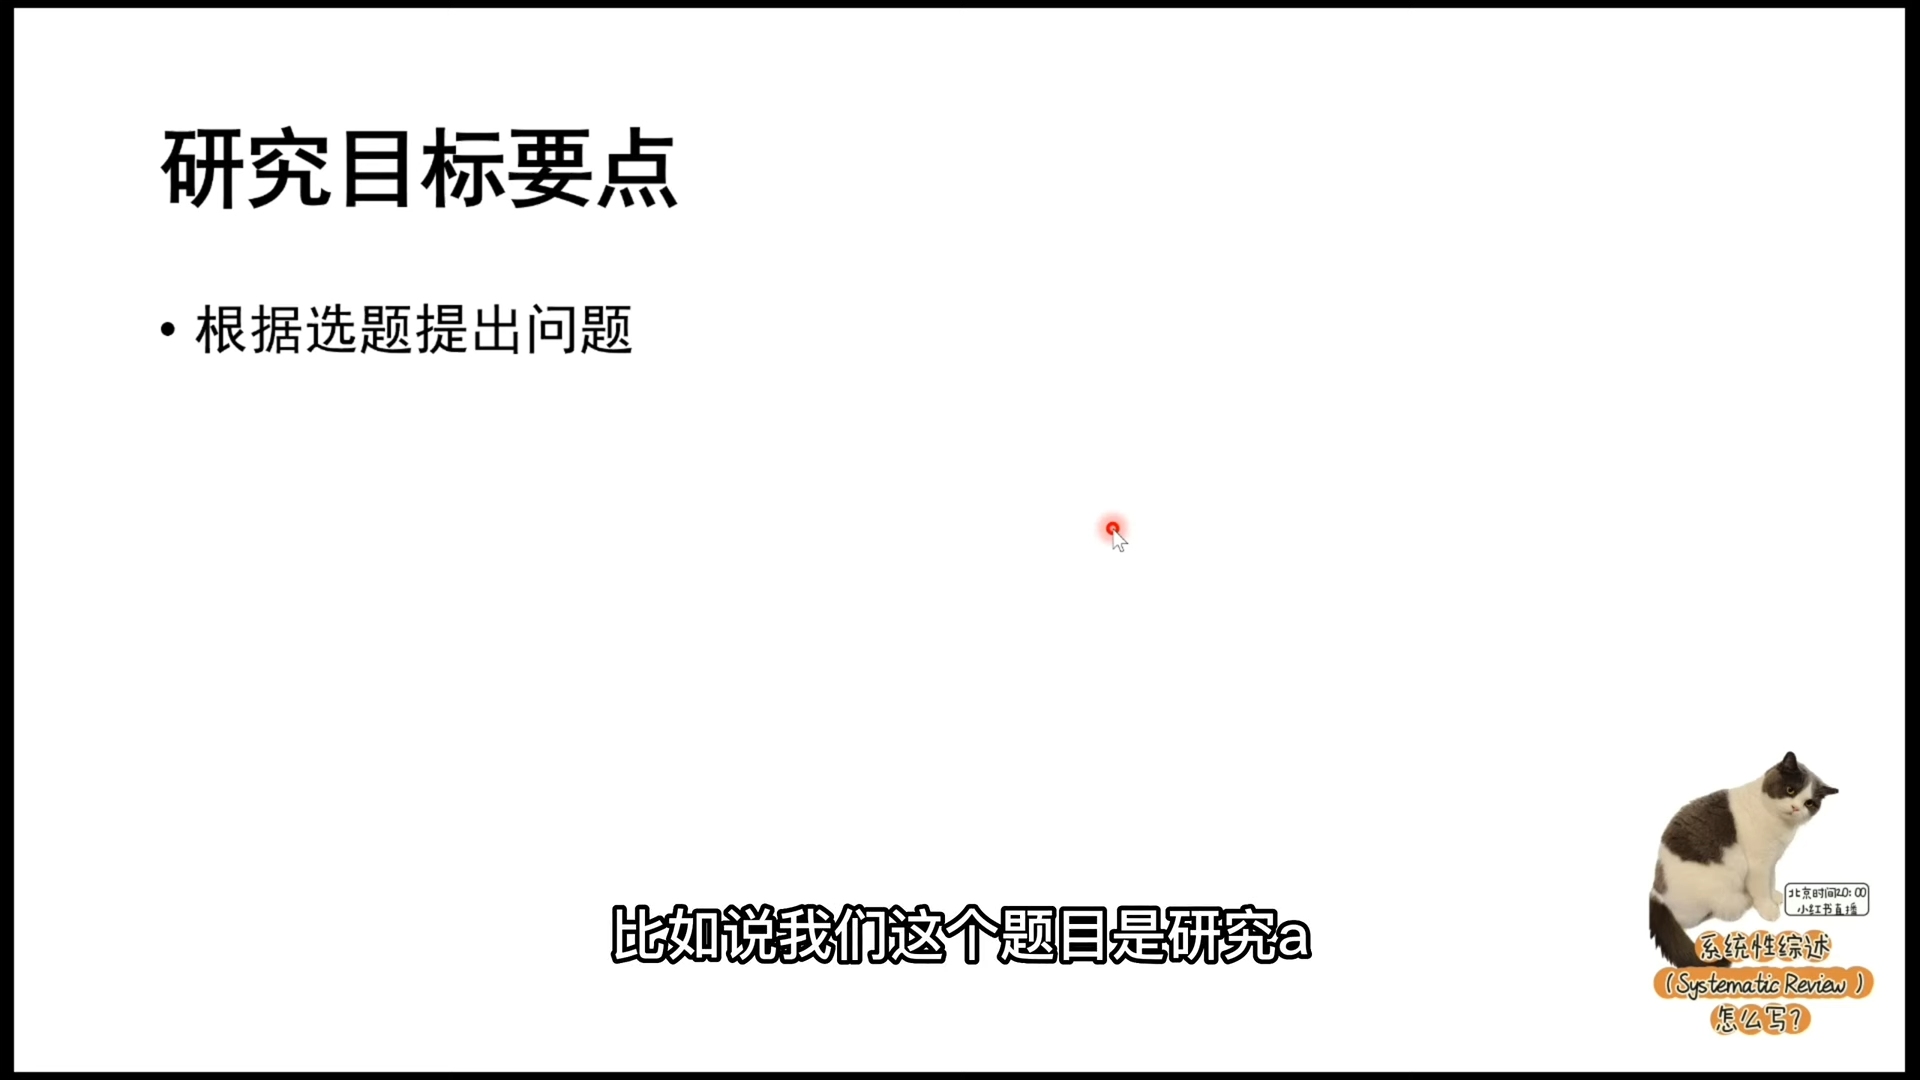 研究目标要点
• 根据选题提出问题
比如说我们这个题目是研究a
北京时间20:00
小红书直播
系统性综述
（Systematic Review）
怎么写？